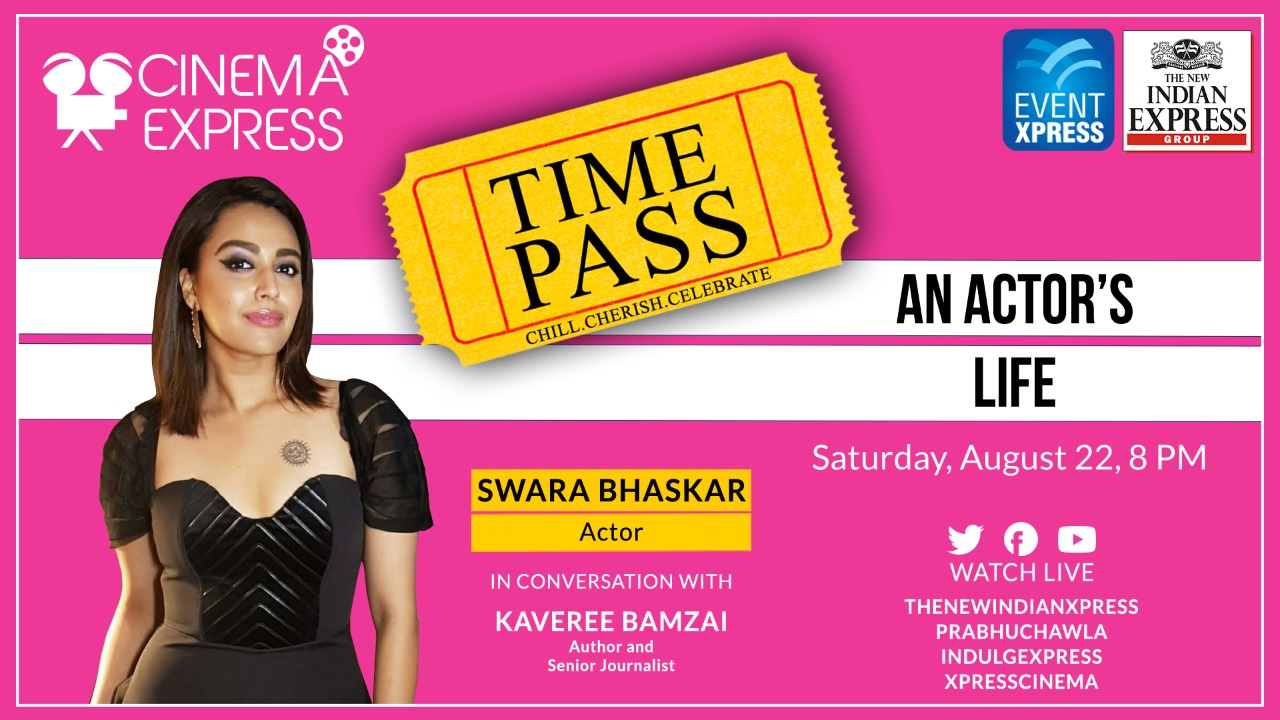 CINEMA
EXPRESS
TIME
PASS
CHILL.CHERISH.CELEBRATE
EVENT
XPRESS
THE NEW
INDIAN
EXPRESS
GROUP
AN ACTOR'S
LIFE
Saturday, August 22, 8 PM
SWARA BHASKAR
Actor
IN CONVERSATION WITH
KAVEREE BAMZAI
Author and
Senior Journalist
WATCH LIVE
THENEWINDIANXPRESS
PRABHUCHAWLA
INDULGEXPRESS
XPRESSCINEMA